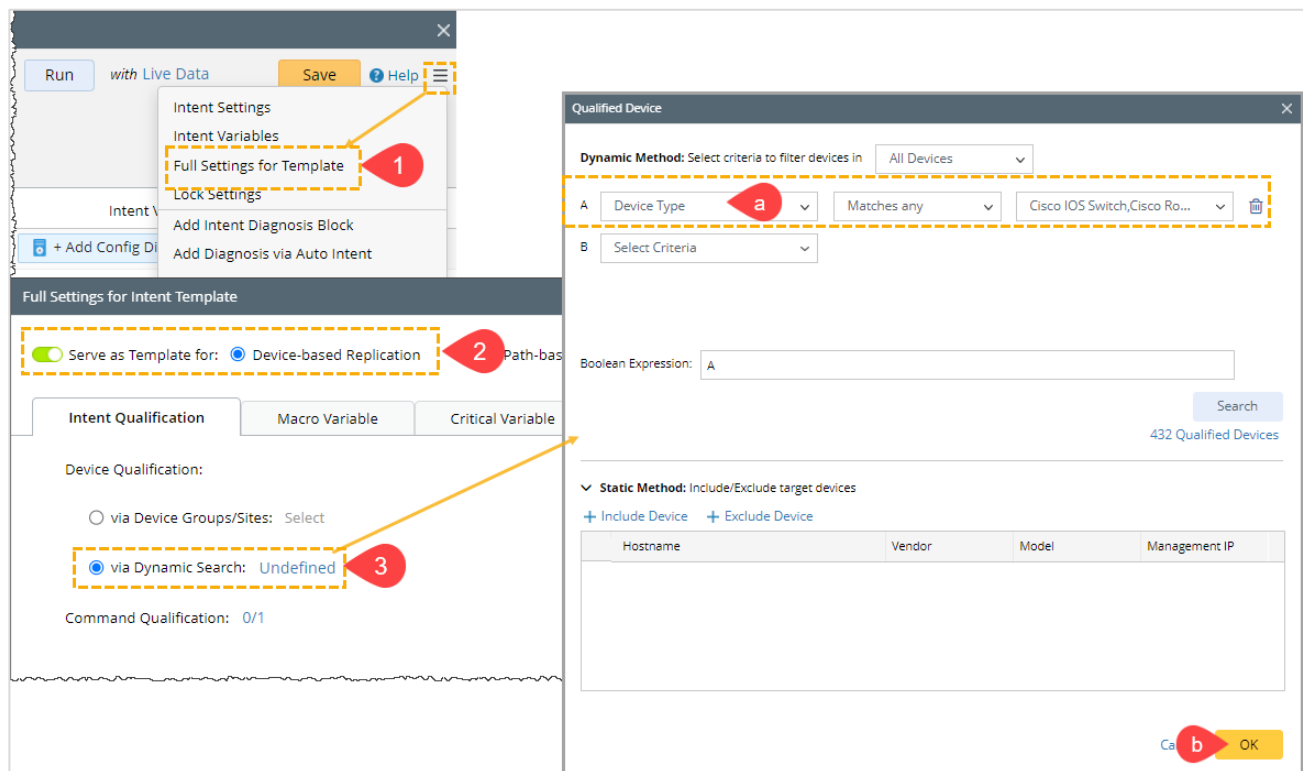 Run with Live Data Save Help
Intent Settings
Intent Variables
Full Settings for Template
1
Lock Settings
Intent V
Add Intent Diagnosis Block
+ Add Config Di
Add Diagnosis via Auto Intent
Full Settings for Intent Template
Serve as Template for: Device-based Replication
2
Path-bas
Intent Qualification Macro Variable Critical Variable
Device Qualification:
via Device Groups/Sites: Select
via Dynamic Search: Undefined
3
Command Qualification: 0/1
Qualified Device
Dynamic Method: Select criteria to filter devices in All Devices
A Device Type a Matches any Cisco IOS Switch,Cisco Ro...
B Select Criteria
Boolean Expression: A
Search
432 Qualified Devices
Static Method: Include/Exclude target devices
+ Include Device + Exclude Device
Hostname Vendor Model Management IP
Ca b OK